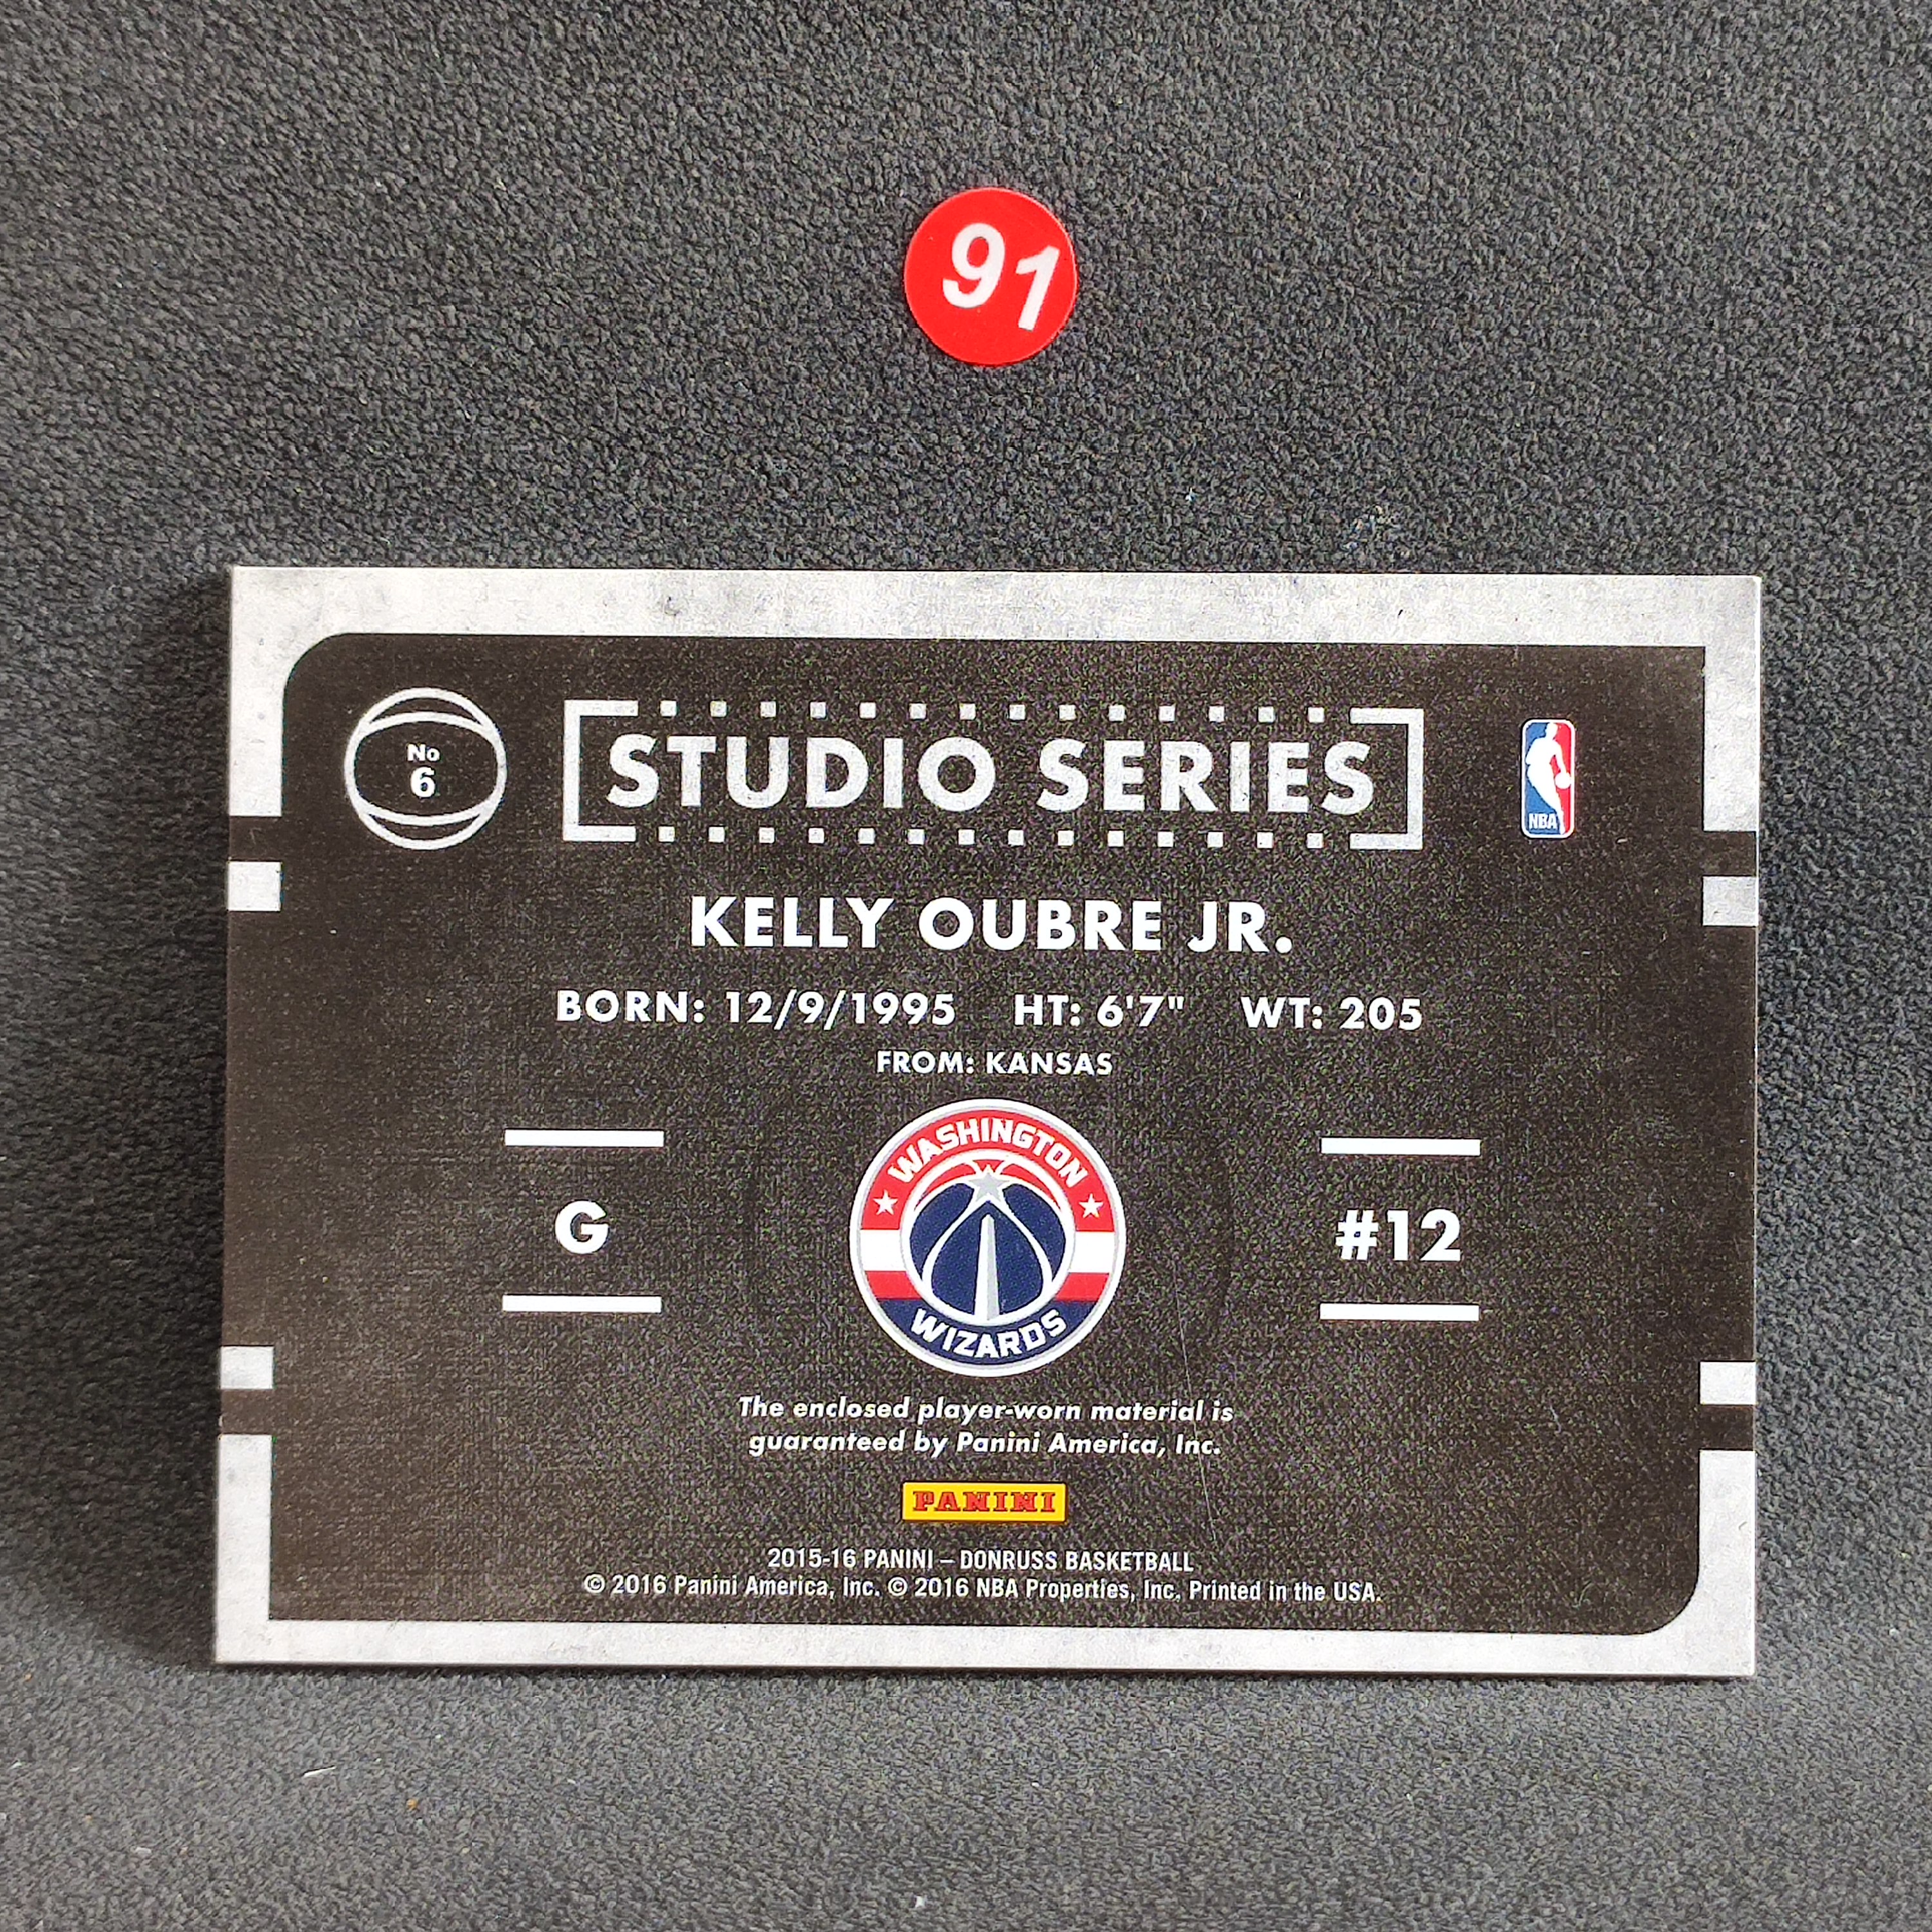 91
No
6
STUDIO SERIES
NBA
KELLY OUBRE JR.
BORN: 12/9/1995 HT: 6'7" WT: 205
FROM: KANSAS
WASHINGTON
WIZARDS
G
#12
The enclosed player-worn material is
guaranteed by Panini America, Inc.
PANINI
2015-16 PANINI – DONRUSS BASKETBALL
© 2016 Panini America, Inc. © 2016 NBA Properties, Inc. Printed in the USA.